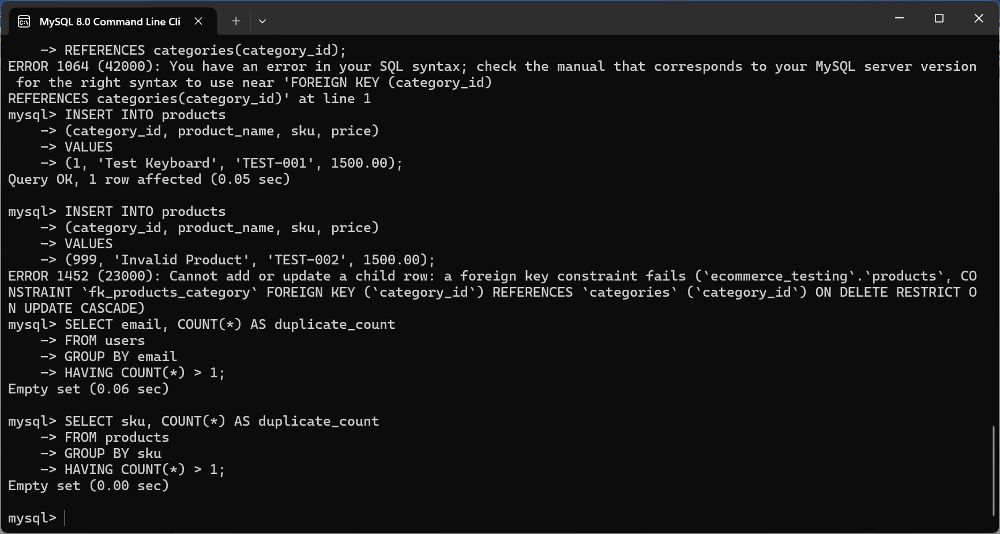 MySQL 8.0 Command Line Cli
    -> REFERENCES categories(category_id);
ERROR 1064 (42000): You have an error in your SQL syntax; check the manual that corresponds to your MySQL server version
 for the right syntax to use near 'FOREIGN KEY (category_id)
REFERENCES categories(category_id)' at line 1
mysql> INSERT INTO products
    -> (category_id, product_name, sku, price)
    -> VALUES
    -> (1, 'Test Keyboard', 'TEST-001', 1500.00);
Query OK, 1 row affected (0.05 sec)

mysql> INSERT INTO products
    -> (category_id, product_name, sku, price)
    -> VALUES
    -> (999, 'Invalid Product', 'TEST-002', 1500.00);
ERROR 1452 (23000): Cannot add or update a child row: a foreign key constraint fails (`ecommerce_testing`.`products`, CO
NSTRAINT `fk_products_category` FOREIGN KEY (`category_id`) REFERENCES `categories` (`category_id`) ON DELETE RESTRICT O
N UPDATE CASCADE)
mysql> SELECT email, COUNT(*) AS duplicate_count
    -> FROM users
    -> GROUP BY email
    -> HAVING COUNT(*) > 1;
Empty set (0.06 sec)

mysql> SELECT sku, COUNT(*) AS duplicate_count
    -> FROM products
    -> GROUP BY sku
    -> HAVING COUNT(*) > 1;
Empty set (0.00 sec)

mysql>